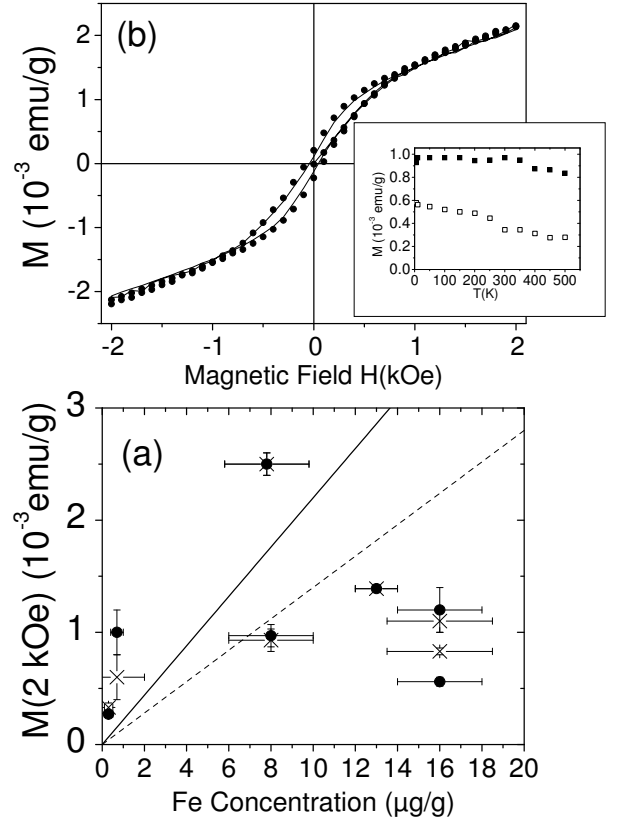 (b)
2
1
0
-1
-2
M (10⁻³ emu/g)
-2 -1 0 1 2
Magnetic Field H(kOe)
1.0
0.8
0.6
0.4
0.2
0.0
M (10⁻³ emu/g)
0 100 200 300 400 500
T(K)
(a)
3
2
1
0
M(2 kOe) (10⁻³ emu/g)
0 2 4 6 8 10 12 14 16 18 20
Fe Concentration (μg/g)